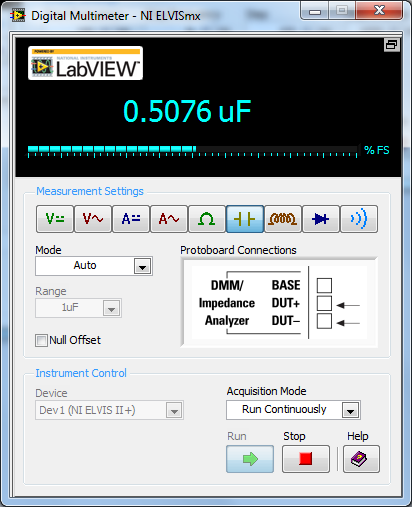 Digital Multimeter - NI ELVISmx
POWERED BY
NATIONAL INSTRUMENTS
LabVIEW™
0.5076 uF
% FS
Measurement Settings
V V A A Ω
Mode
Auto
Range
1uF
Null Offset
Protoboard Connections
DMM/ BASE
Impedance DUT+
Analyzer DUT–
Instrument Control
Device
Dev1 (NI ELVIS II+)
Acquisition Mode
Run Continuously
Run Stop Help